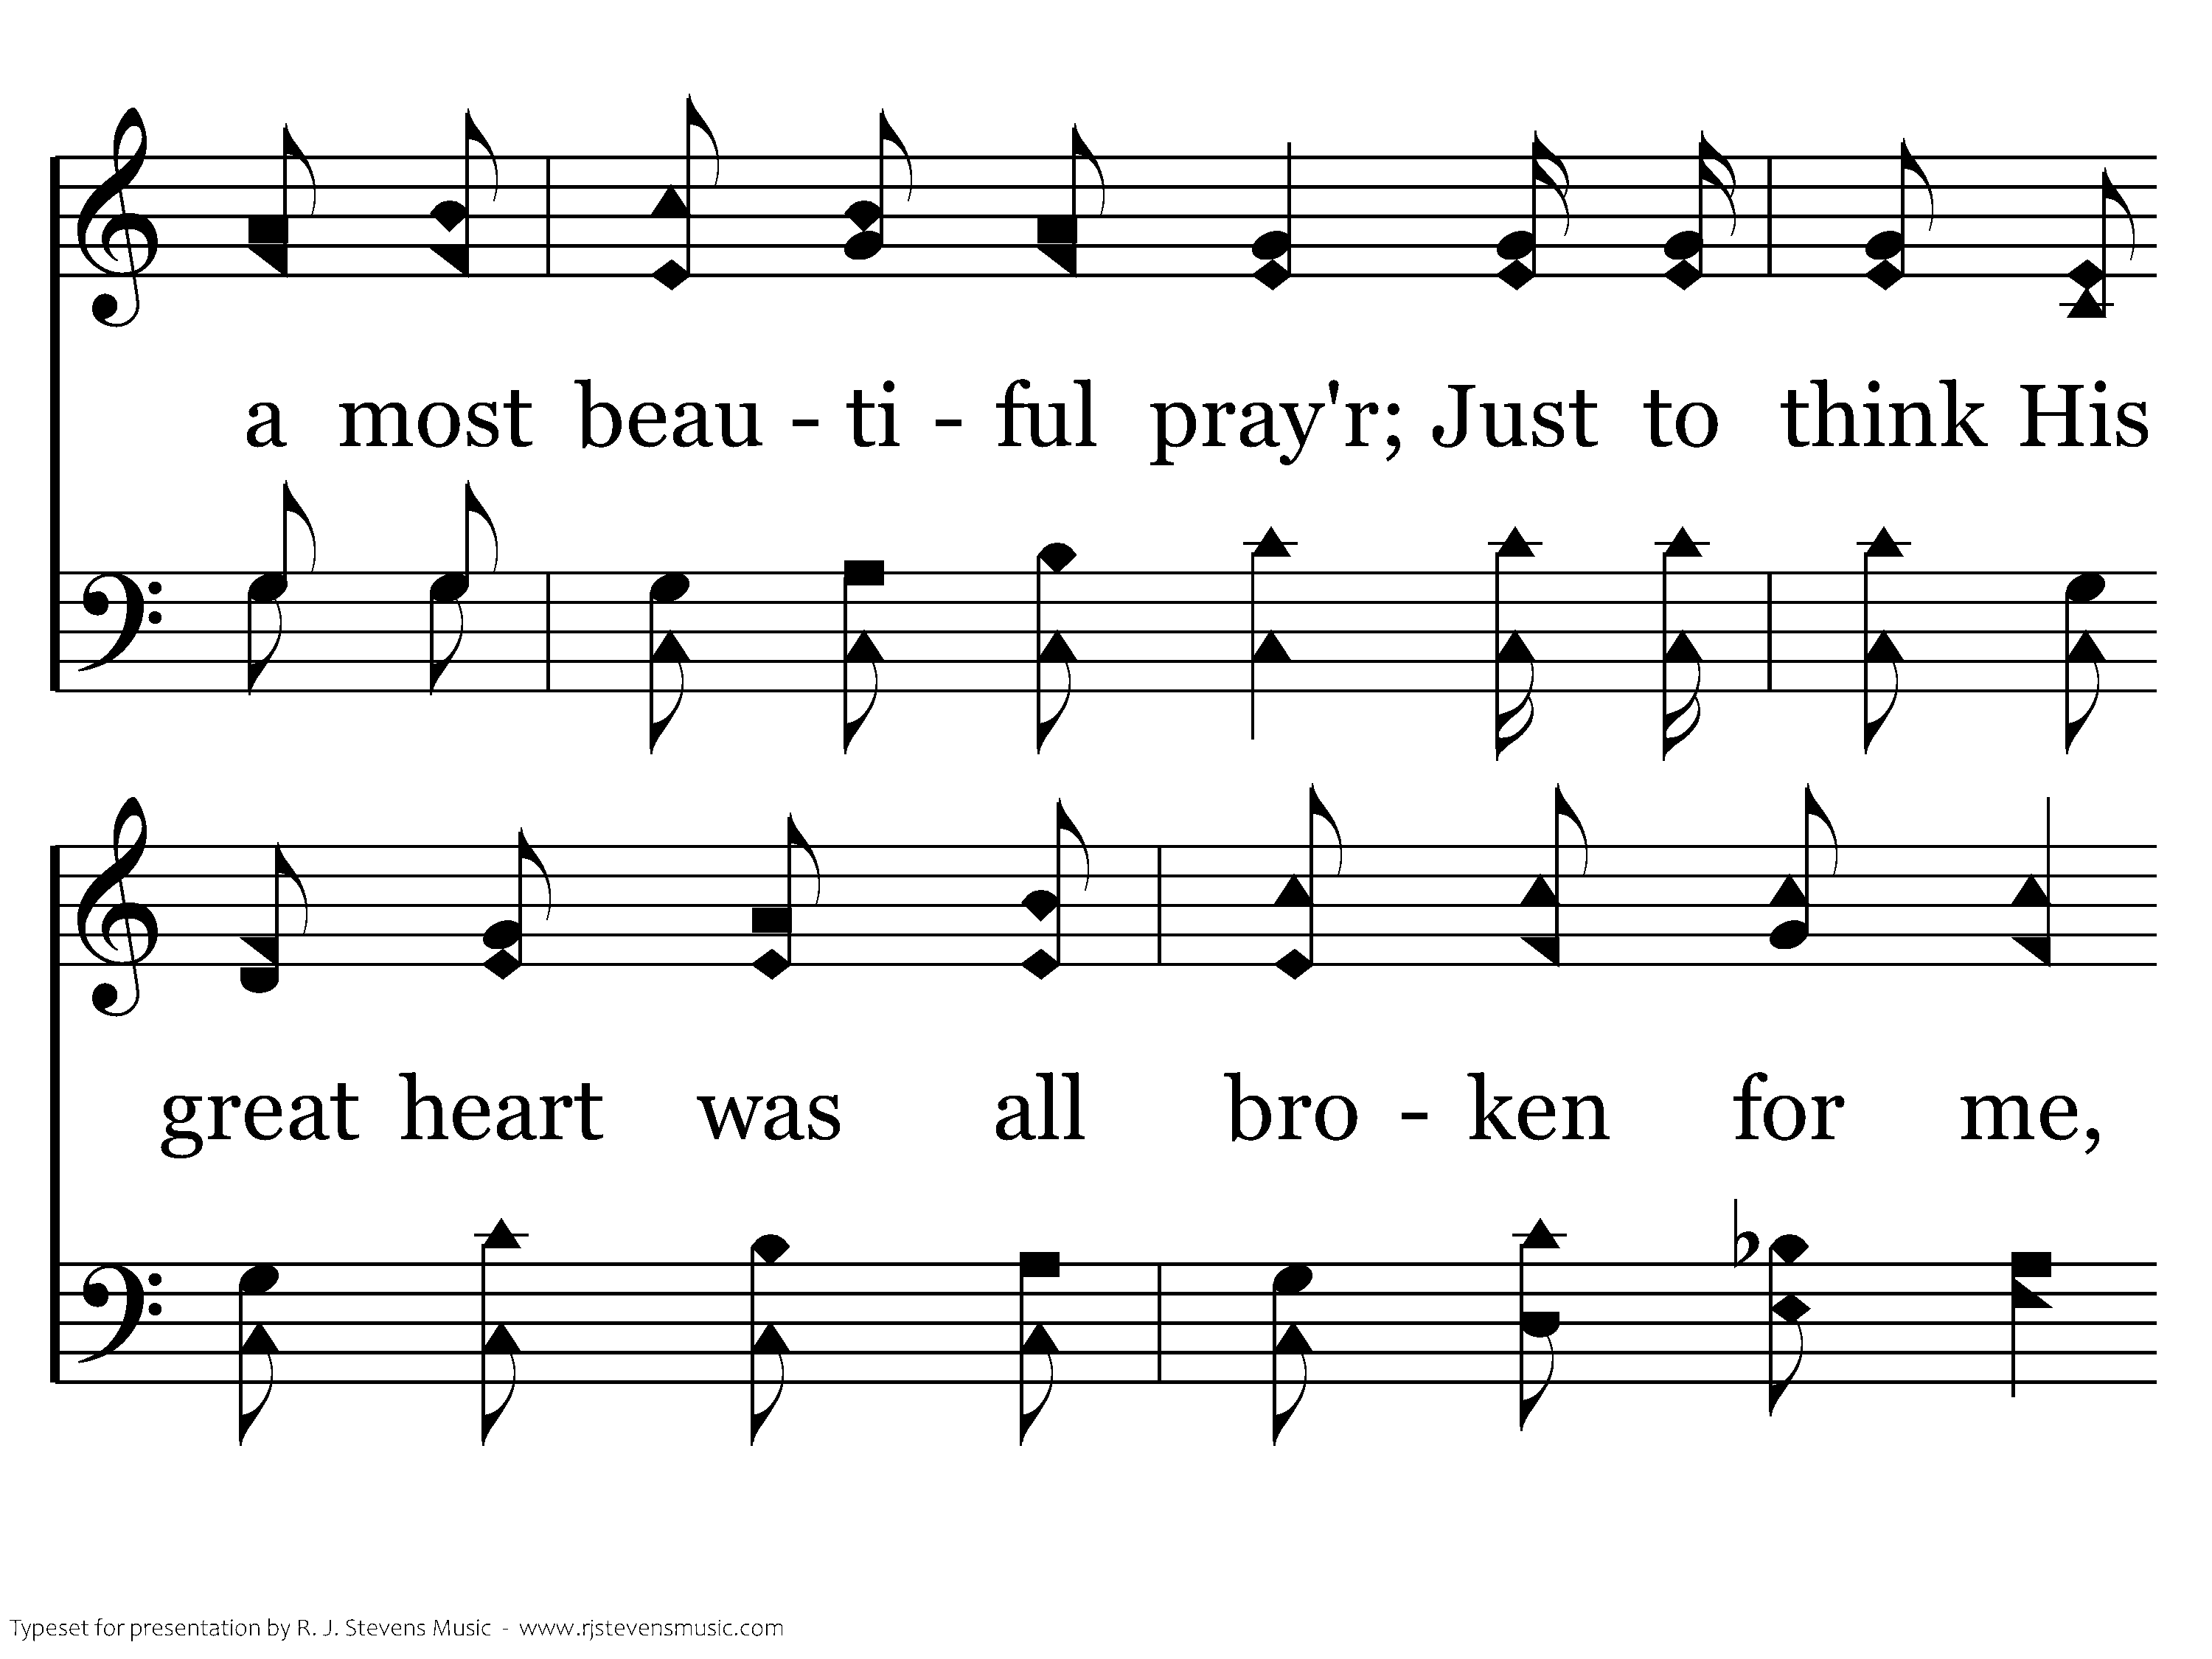 a most beau - ti - ful pray'r; Just to think His
great heart was all bro - ken for me,
Typeset for presentation by R. J. Stevens Music - www.rjstevensmusic.com